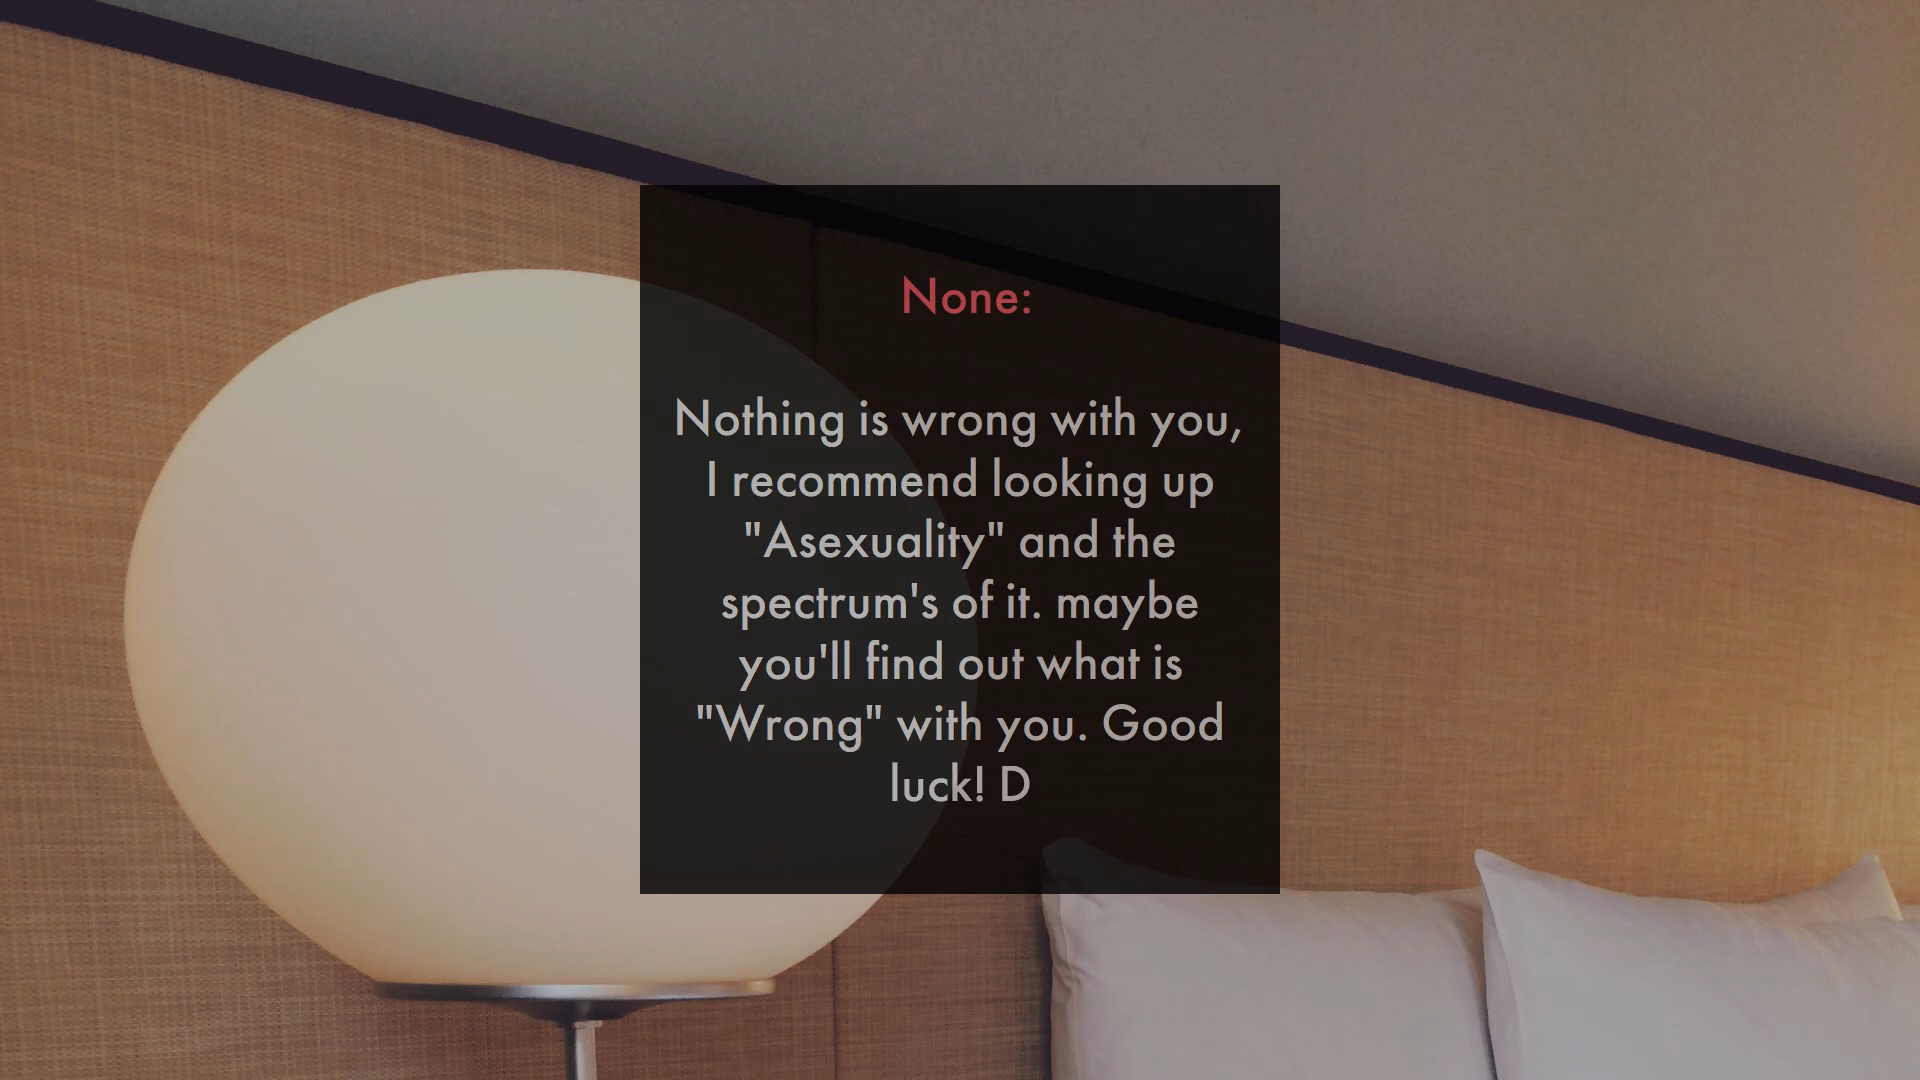 None:
Nothing is wrong with you,
I recommend looking up
"Asexuality" and the
spectrum's of it. maybe
you'll find out what is
"Wrong" with you. Good
luck! D